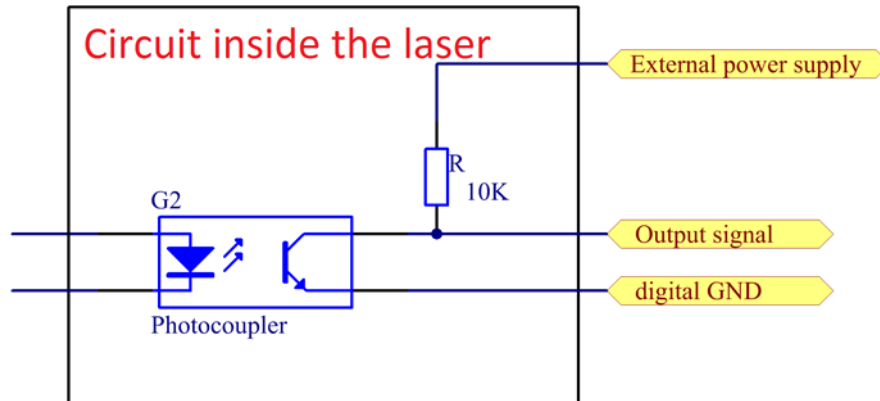 Circuit inside the laser
External power supply
R
10K
G2
Output signal
digital GND
Photocoupler